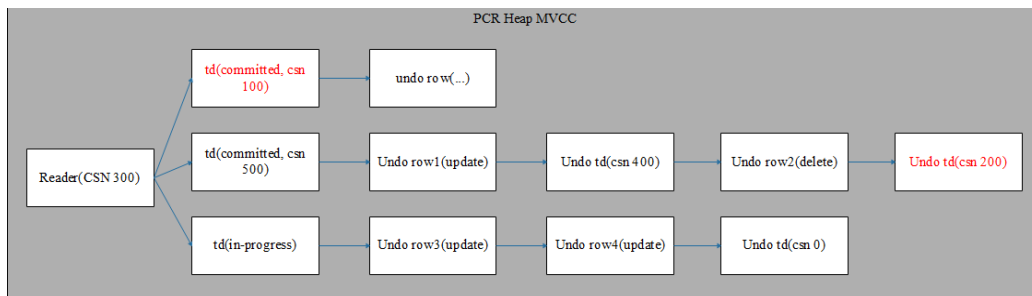 PCR Heap MVCC
td(committed, csn
100)
undo row(...)
Reader(CSN 300)
td(committed, csn
500)
Undo row1(update)
Undo td(csn 400)
Undo row2(delete)
Undo td(csn 200)
td(in-progress)
Undo row3(update)
Undo row4(update)
Undo td(csn 0)